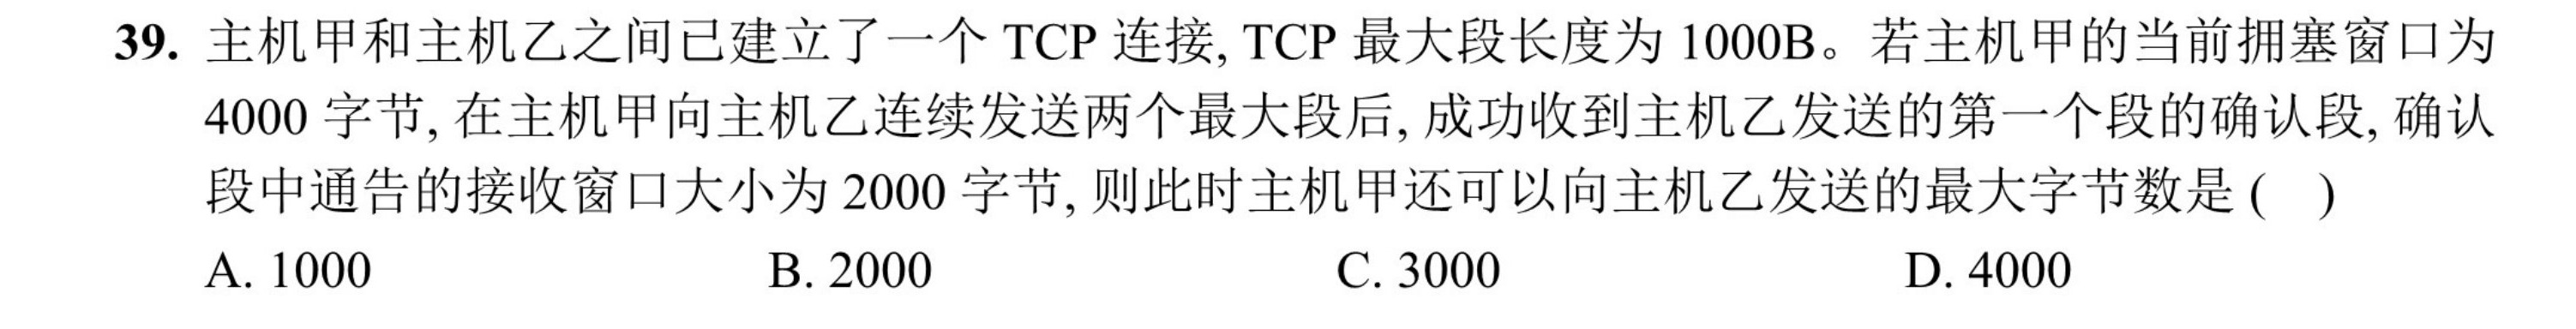 39. 主机甲和主机乙之间已建立了一个 TCP 连接, TCP 最大段长度为 1000B。若主机甲的当前拥塞窗口为
4000 字节, 在主机甲向主机乙连续发送两个最大段后, 成功收到主机乙发送的第一个段的确认段, 确认
段中通告的接收窗口大小为 2000 字节, 则此时主机甲还可以向主机乙发送的最大字节数是 (  )
A. 1000 B. 2000 C. 3000 D. 4000